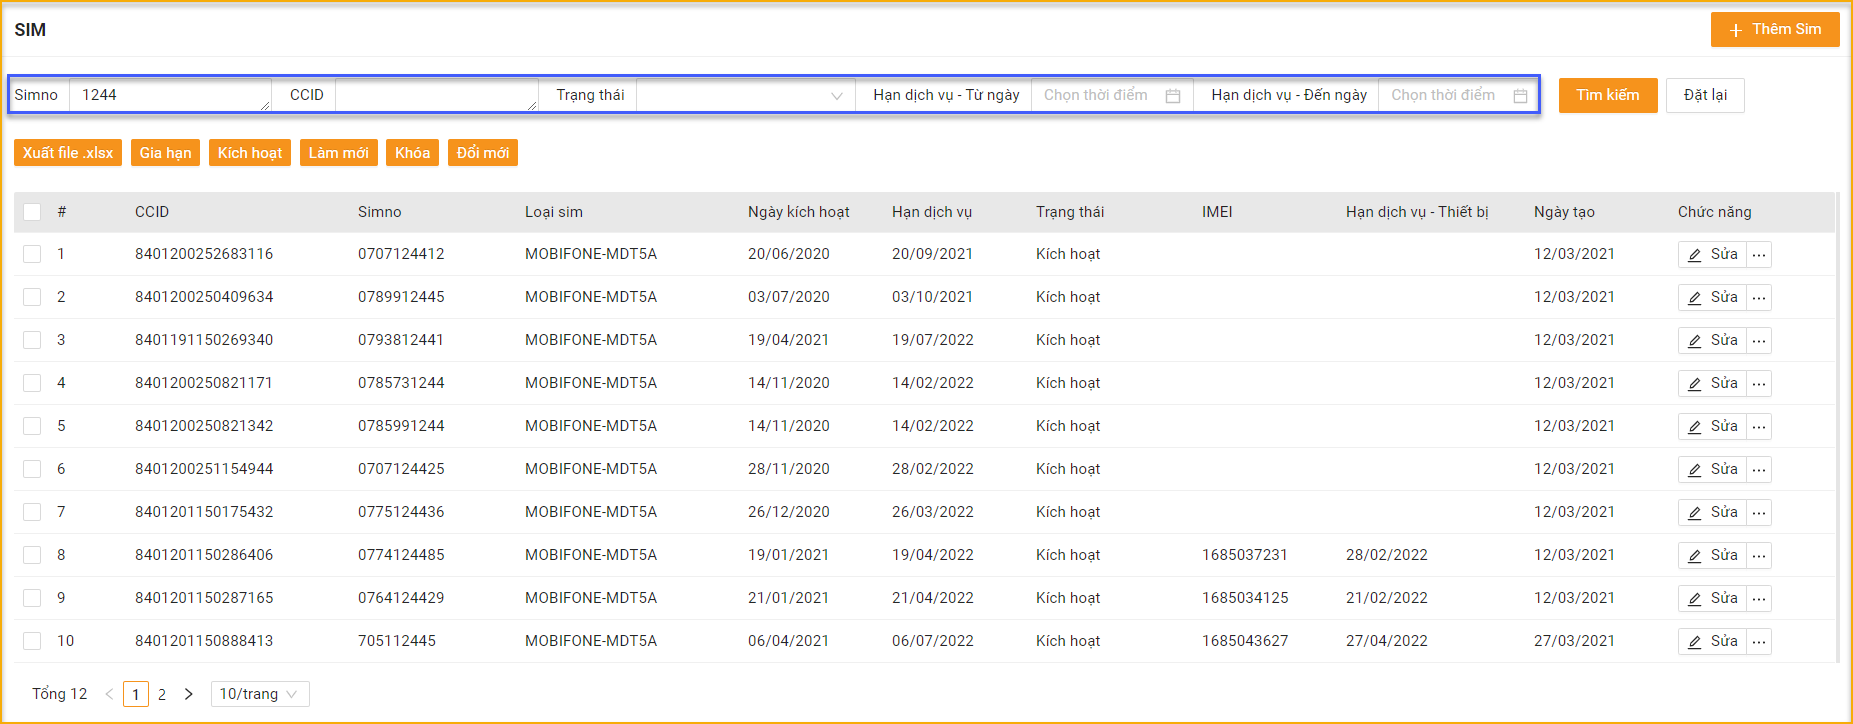 SIM
Thêm Sim
Simno 1244 CCID Trạng thái Hạn dịch vụ - Từ ngày Chọn thời điểm Hạn dịch vụ - Đến ngày Chọn thời điểm Tìm kiếm Đặt lại
Xuất file .xlsx Gia hạn Kích hoạt Làm mới Khóa Đổi mới
# CCID Simno Loại sim Ngày kích hoạt Hạn dịch vụ Trạng thái IMEI Hạn dịch vụ - Thiết bị Ngày tạo Chức năng
1 8401200252683116 0707124412 MOBIFONE-MDT5A 20/06/2020 20/09/2021 Kích hoạt 12/03/2021 Sửa ...
2 8401200250409634 0789912445 MOBIFONE-MDT5A 03/07/2020 03/10/2021 Kích hoạt 12/03/2021 Sửa ...
3 8401191150269340 0793812441 MOBIFONE-MDT5A 19/04/2021 19/07/2022 Kích hoạt 12/03/2021 Sửa ...
4 8401200250821171 0785731244 MOBIFONE-MDT5A 14/11/2020 14/02/2022 Kích hoạt 12/03/2021 Sửa ...
5 8401200250821342 0785991244 MOBIFONE-MDT5A 14/11/2020 14/02/2022 Kích hoạt 12/03/2021 Sửa ...
6 8401200251154944 0707124425 MOBIFONE-MDT5A 28/11/2020 28/02/2022 Kích hoạt 12/03/2021 Sửa ...
7 8401201150175432 0775124436 MOBIFONE-MDT5A 26/12/2020 26/03/2022 Kích hoạt 12/03/2021 Sửa ...
8 8401201150286406 0774124485 MOBIFONE-MDT5A 19/01/2021 19/04/2022 Kích hoạt 1685037231 28/02/2022 12/03/2021 Sửa ...
9 8401201150287165 0764124429 MOBIFONE-MDT5A 21/01/2021 21/04/2022 Kích hoạt 1685034125 21/02/2022 12/03/2021 Sửa ...
10 8401201150888413 705112445 MOBIFONE-MDT5A 06/04/2021 06/07/2022 Kích hoạt 1685043627 27/04/2022 27/03/2021 Sửa ...
Tổng 12 < 1 2 > 10/trang